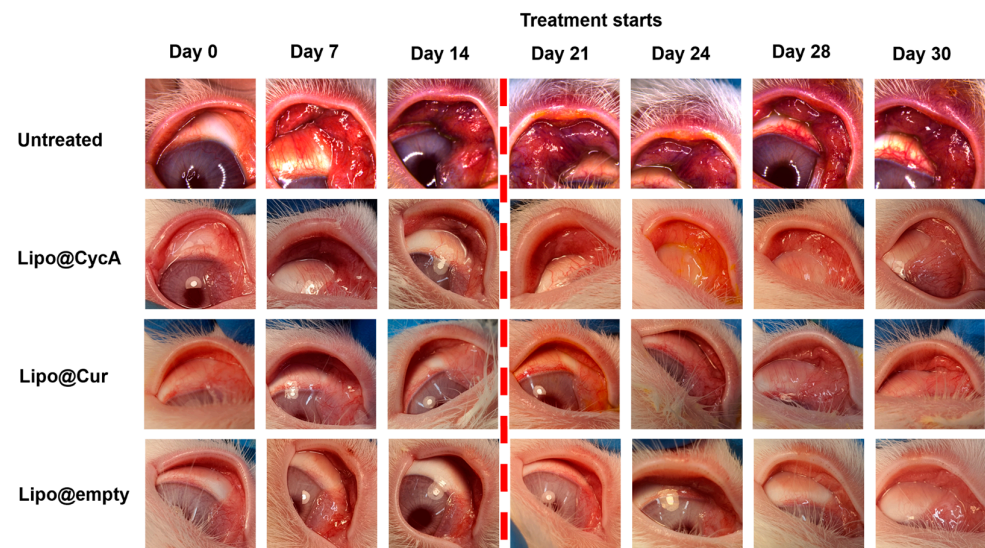 Treatment starts
Day 0 Day 7 Day 14 Day 21 Day 24 Day 28 Day 30
Untreated
Lipo@CycA
Lipo@Cur
Lipo@empty